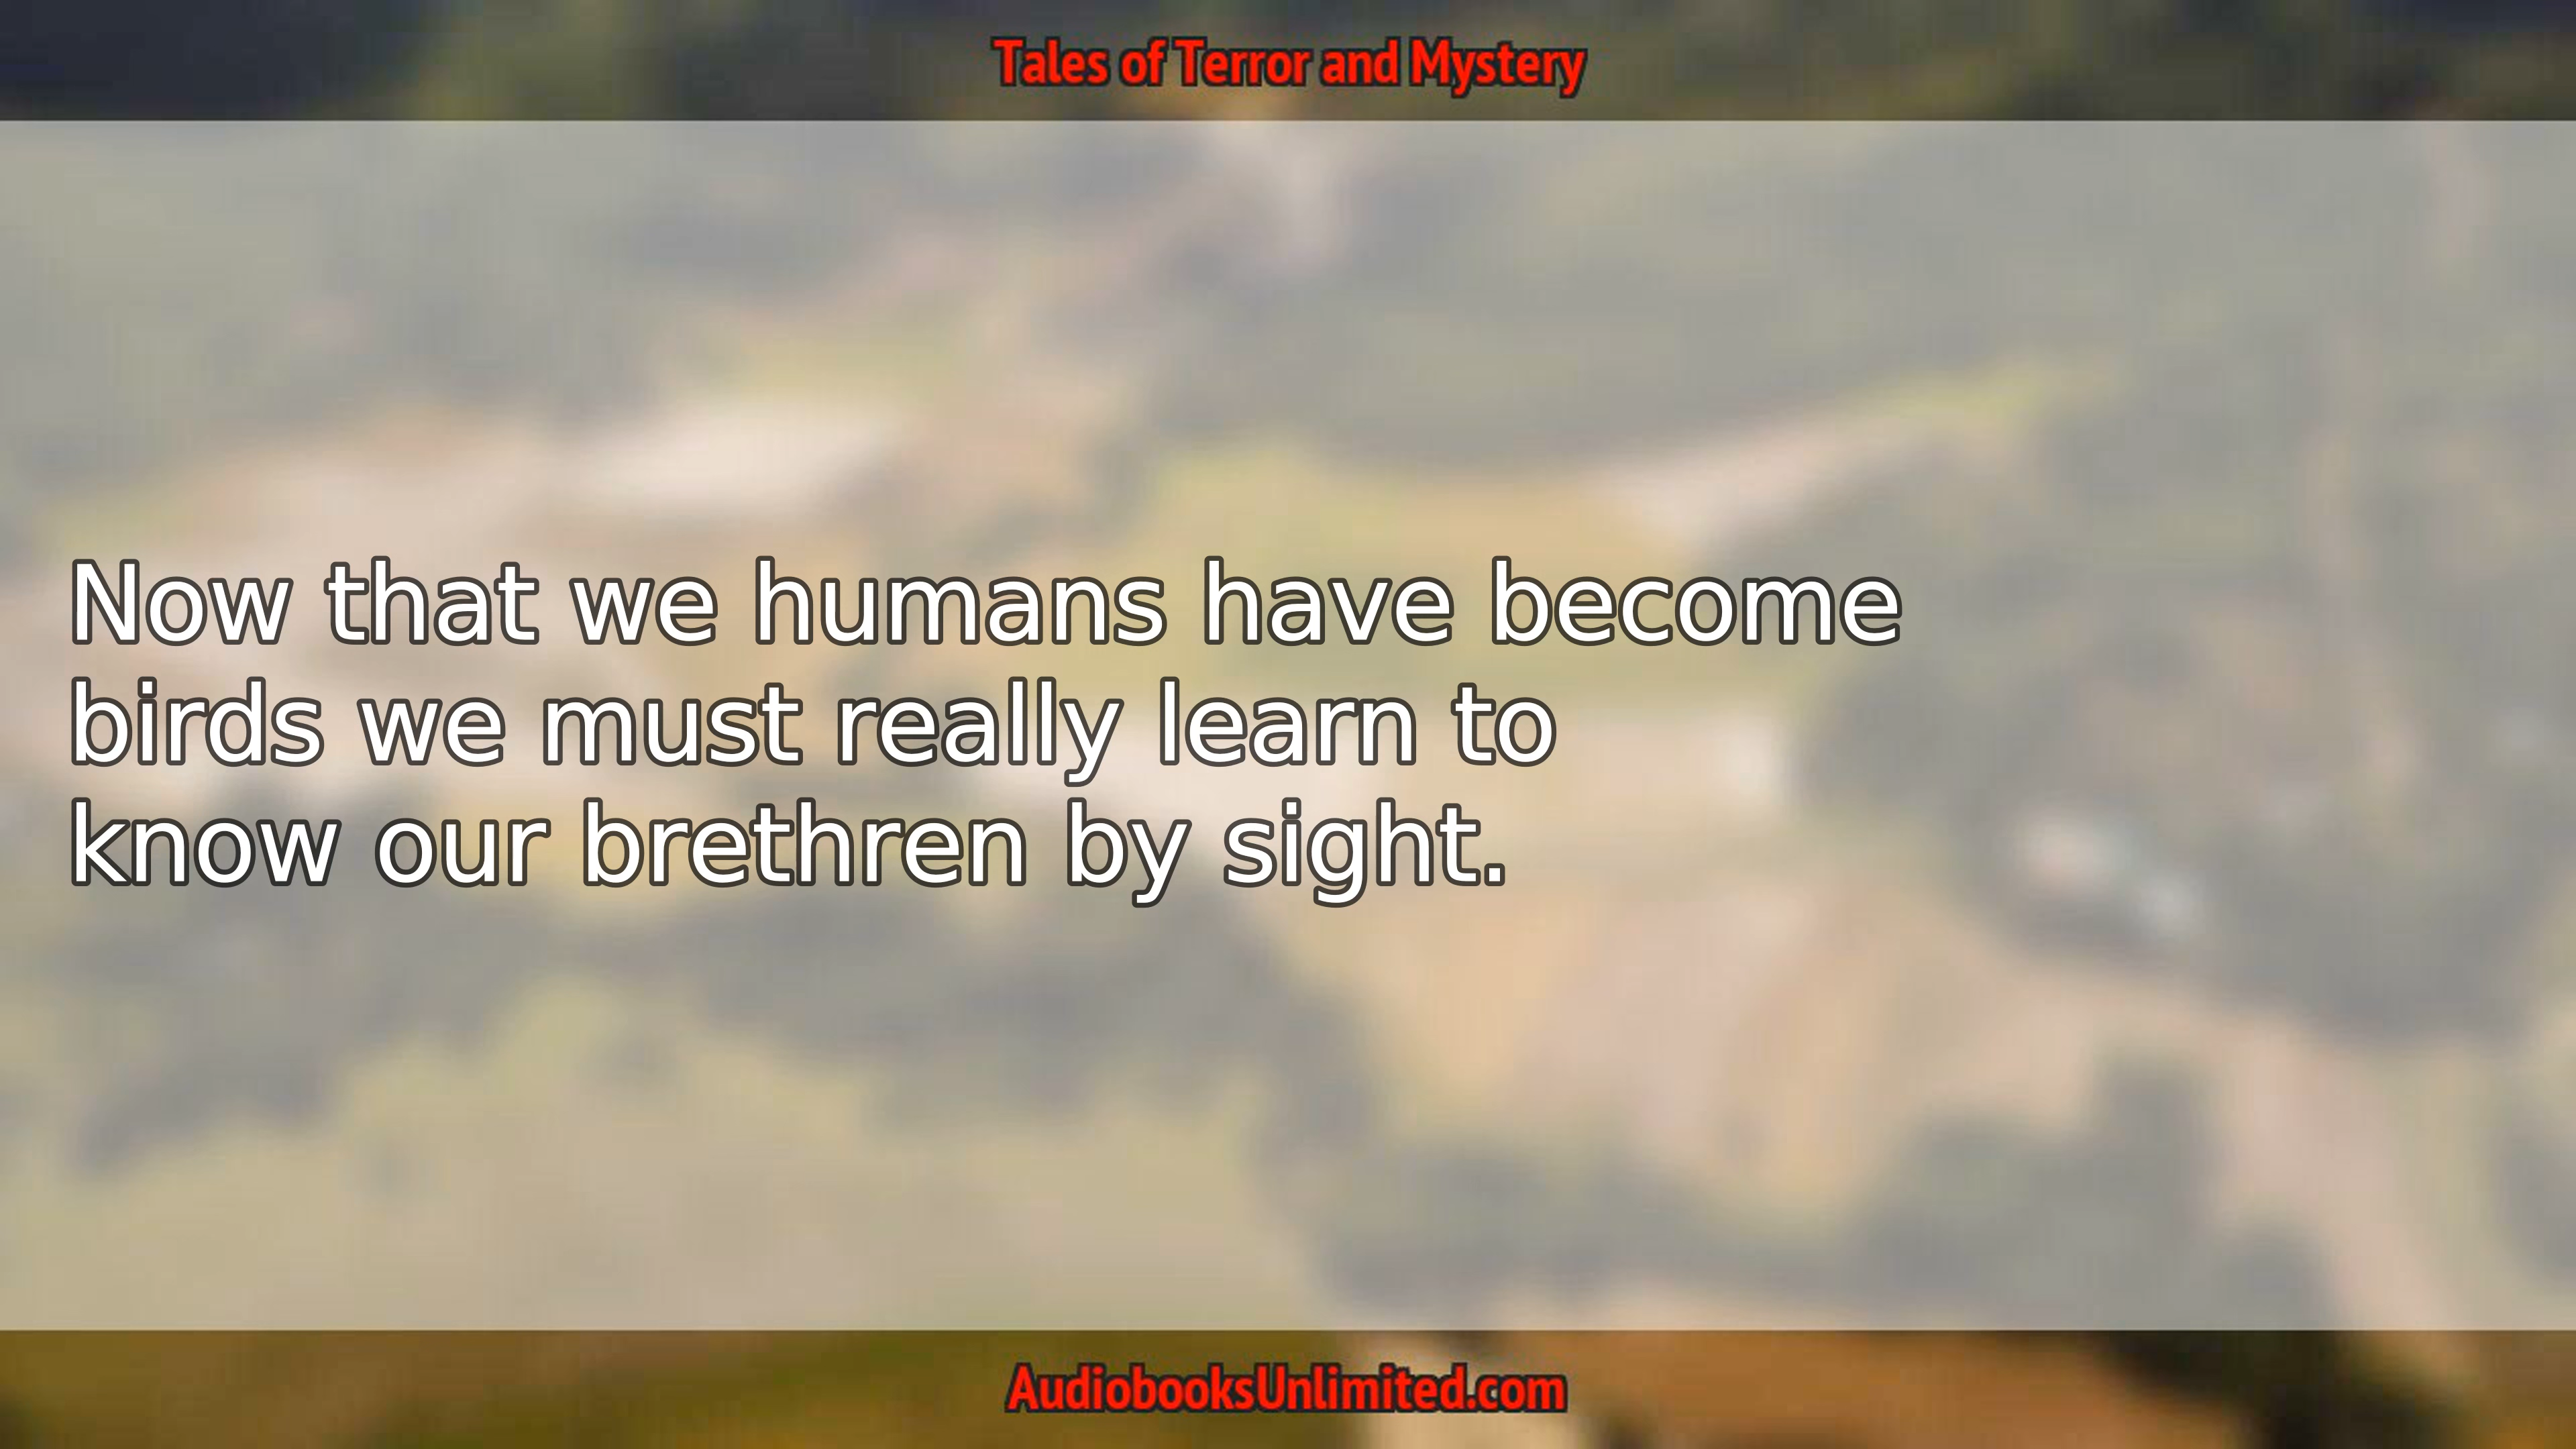 Tales of Terror and Mystery
Now that we humans have become
birds we must really learn to
know our brethren by sight.
AudiobooksUnlimited.com